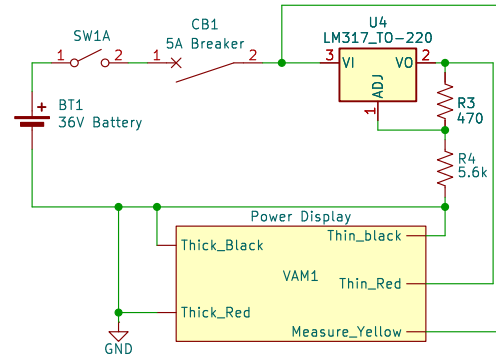 CB1
5A Breaker
SW1A
1 2
1 2
U4
LM317_TO-220
3 VI VO 2
ADJ
1
R3
470
R4
5.6k
+
BT1
36V Battery
Power Display
Thin_black
Thick_Black
VAM1
Thin_Red
Thick_Red
Measure_Yellow
GND